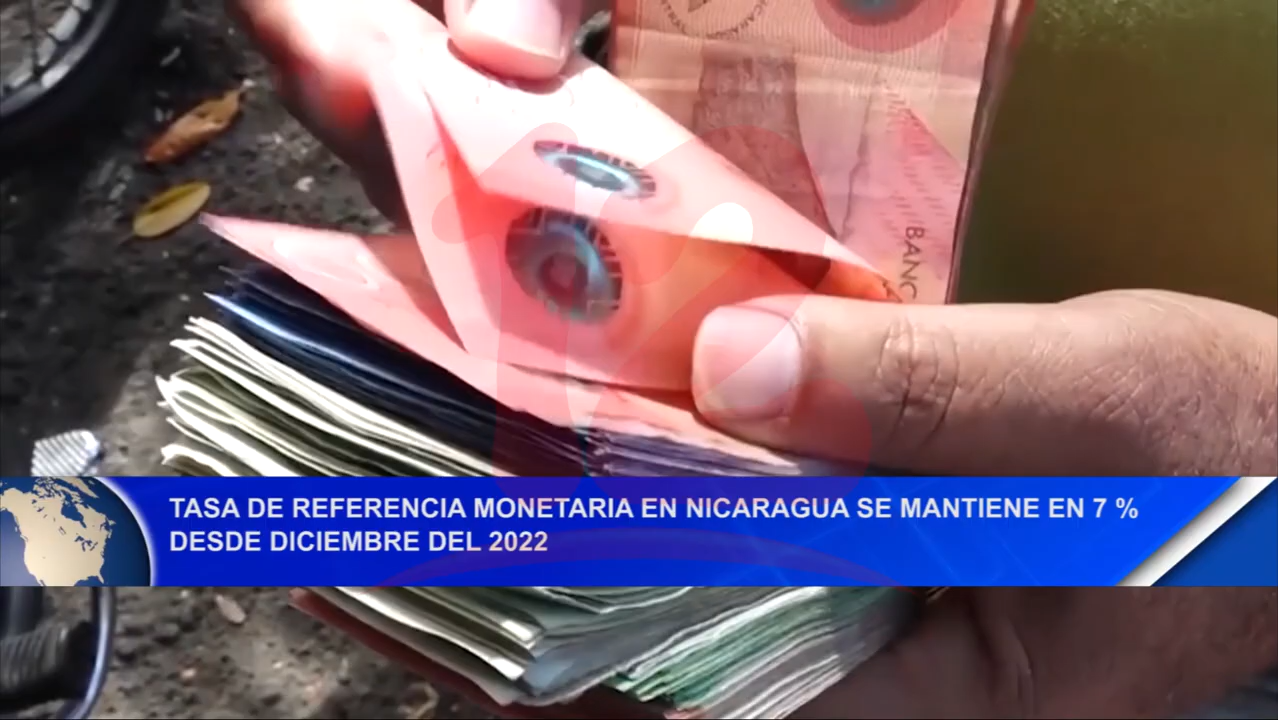 BANC
TASA DE REFERENCIA MONETARIA EN NICARAGUA SE MANTIENE EN 7 %
DESDE DICIEMBRE DEL 2022